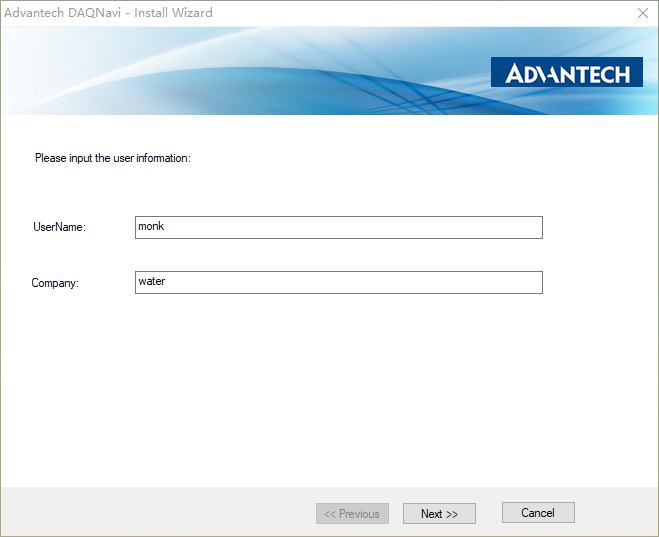 Advantech DAQNavi - Install Wizard
ADVANTECH
Please input the user information:
UserName: monk
Company: water
<< Previous Next >> Cancel